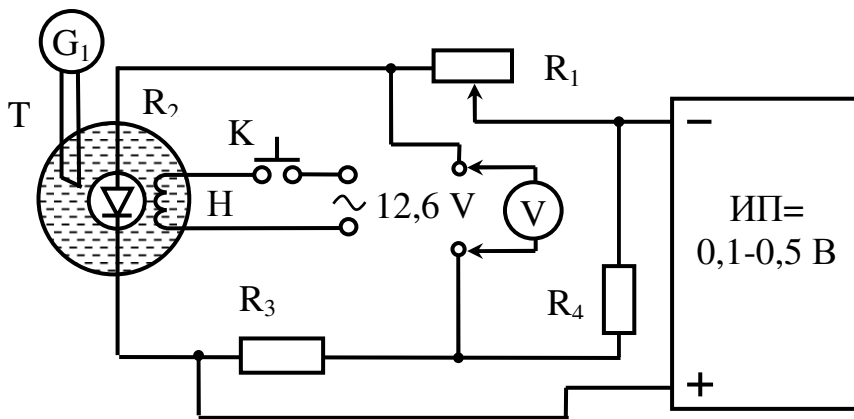 G₁
R₁
T
R₂
K
−
H
∼ 12,6 V
V
ИП=
0,1-0,5 В
R₃
R₄
+